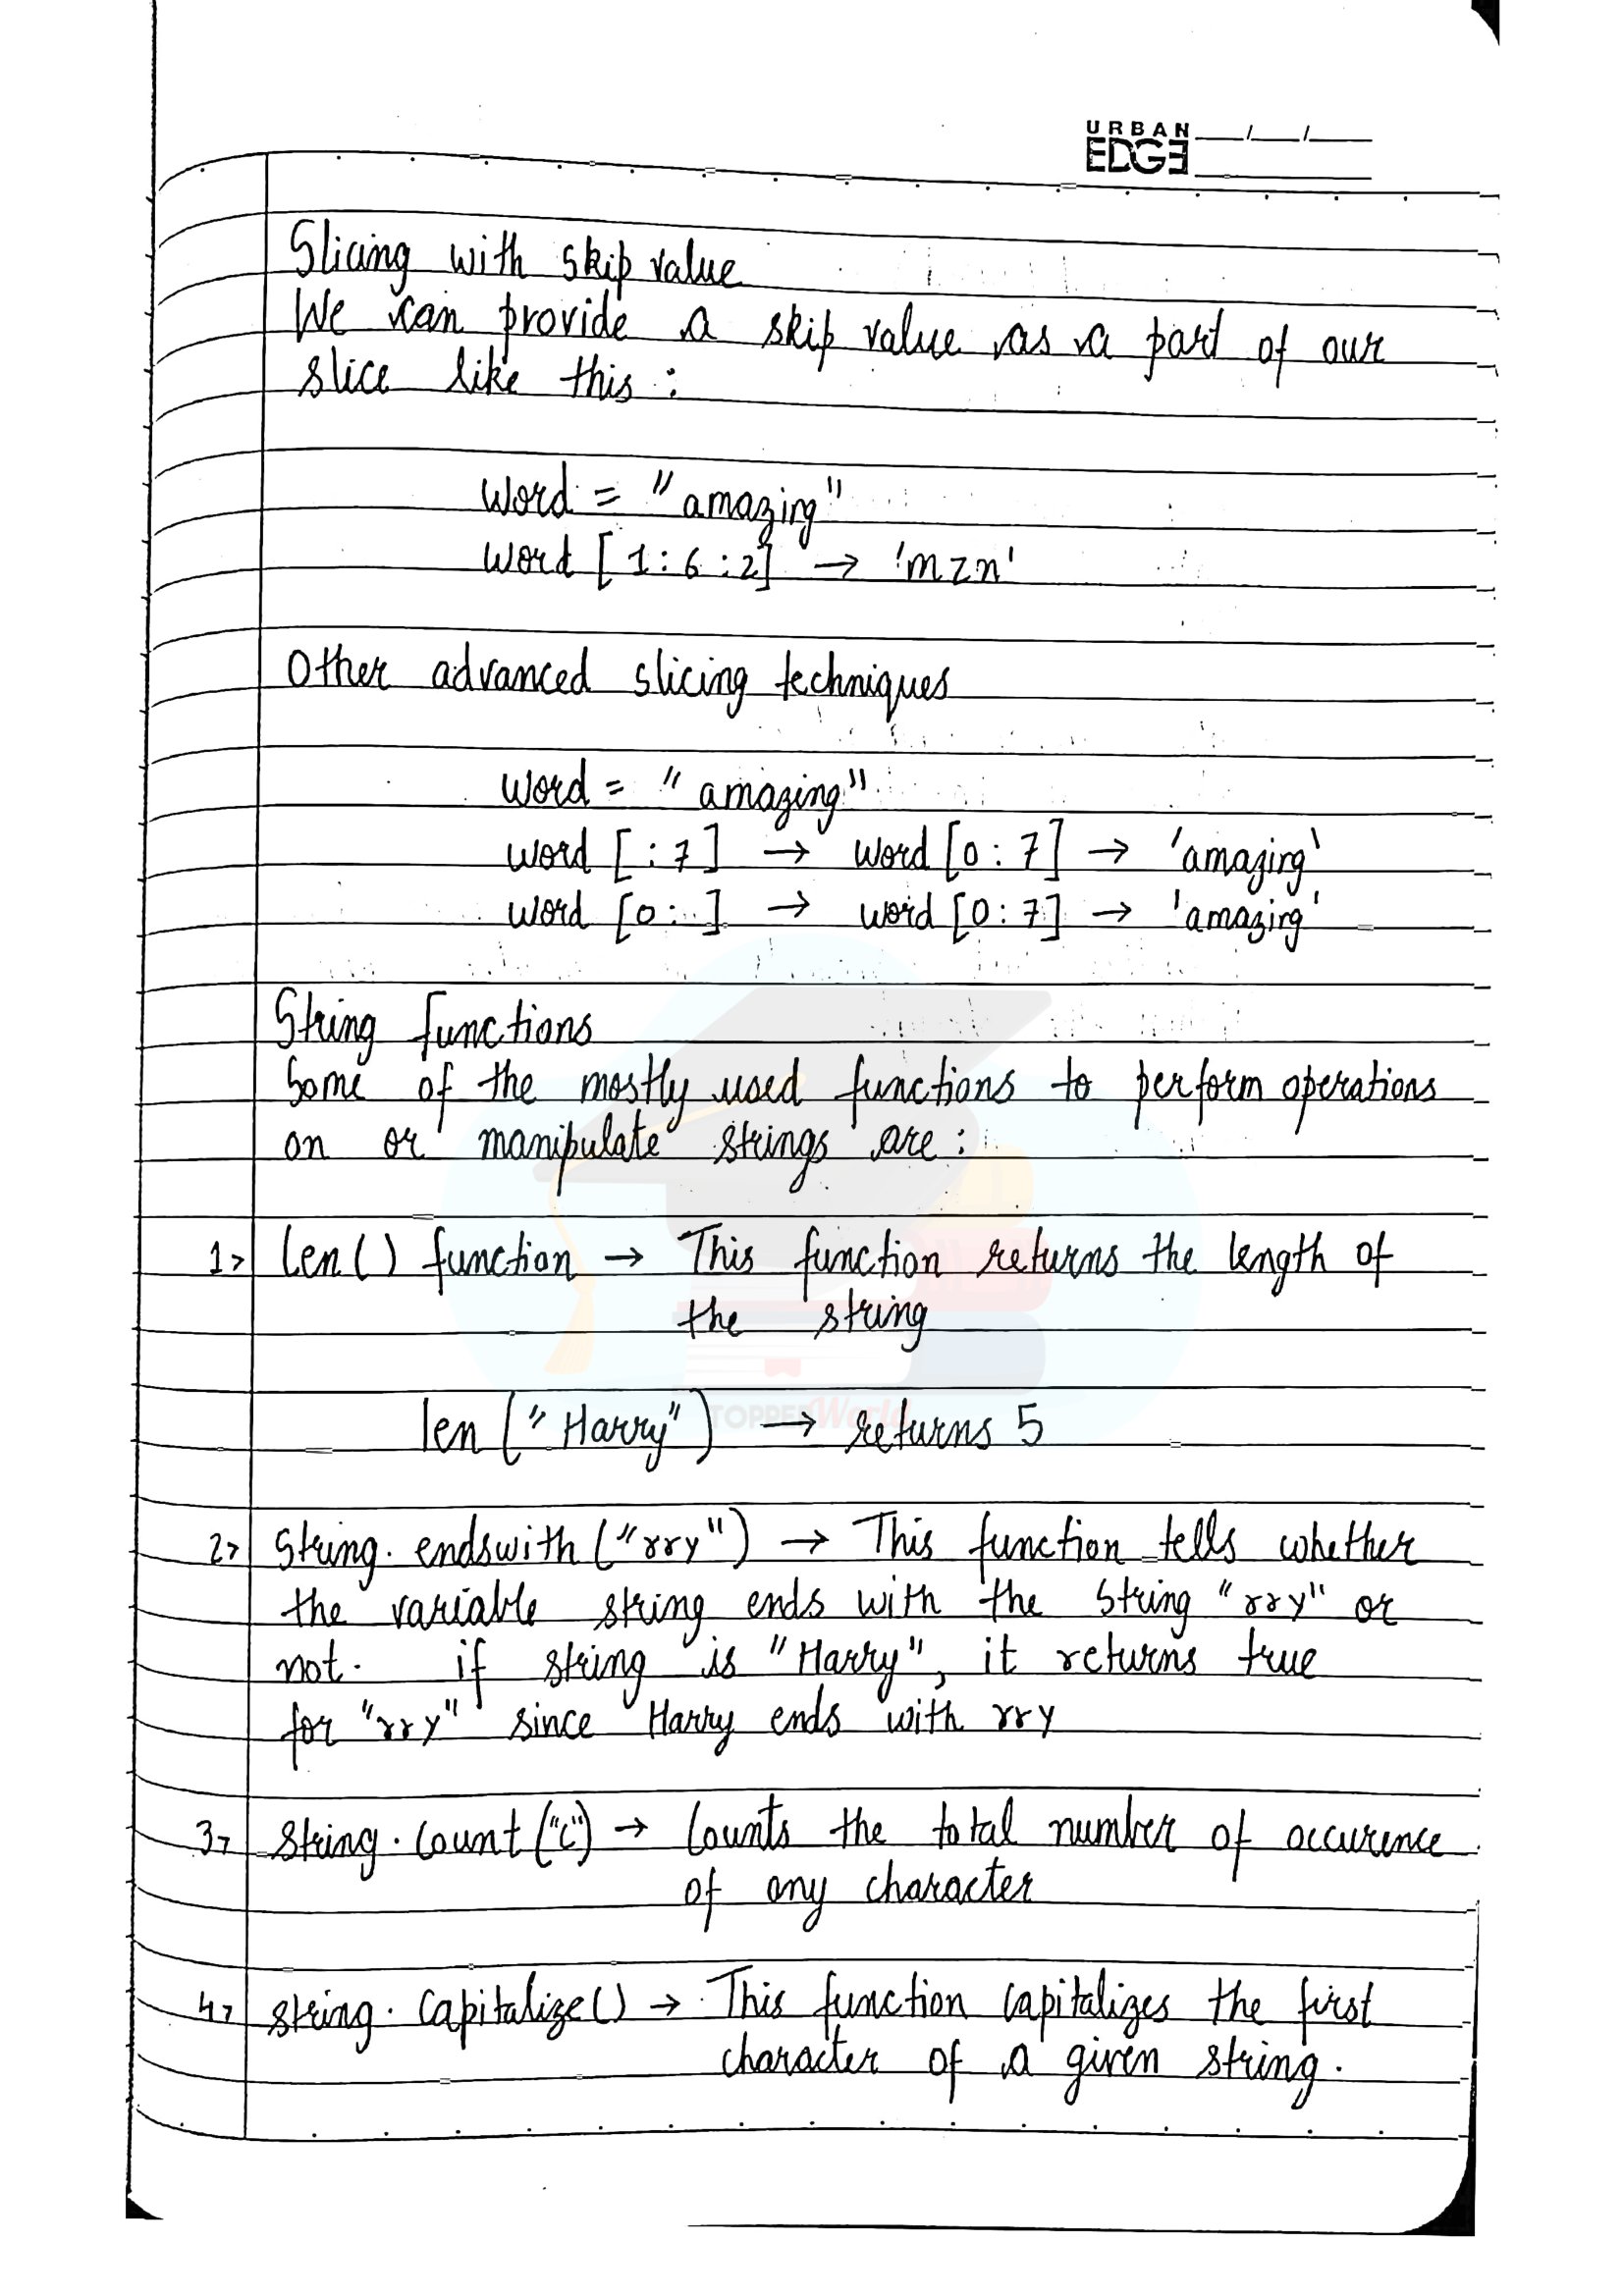 URBAN
EDGE
Slicing with skip value
We can provide a skip value as a part of our
slice like this :
word = "amazing"
word [1:6:2] → 'mzn'
Other advanced slicing techniques
word = "amazing"
word [:7] → word [0:7] → 'amazing'
word [0:] → word [0:7] → 'amazing'
String functions
Some of the mostly used functions to perform operations
on or manipulate strings are :
1> len() function → This function returns the length of
the string
len ("Harry") → returns 5
TOPPERWorld
2> String. endswith ("rry") → This function tells whether
the variable string ends with the string "rry" or
not. if string is "Harry", it returns true
for "rry" since Harry ends with rry
3> string. count ("c") → Counts the total number of occurence
of any character
4> string. capitalize() → This function capitalizes the first
character of a given string.